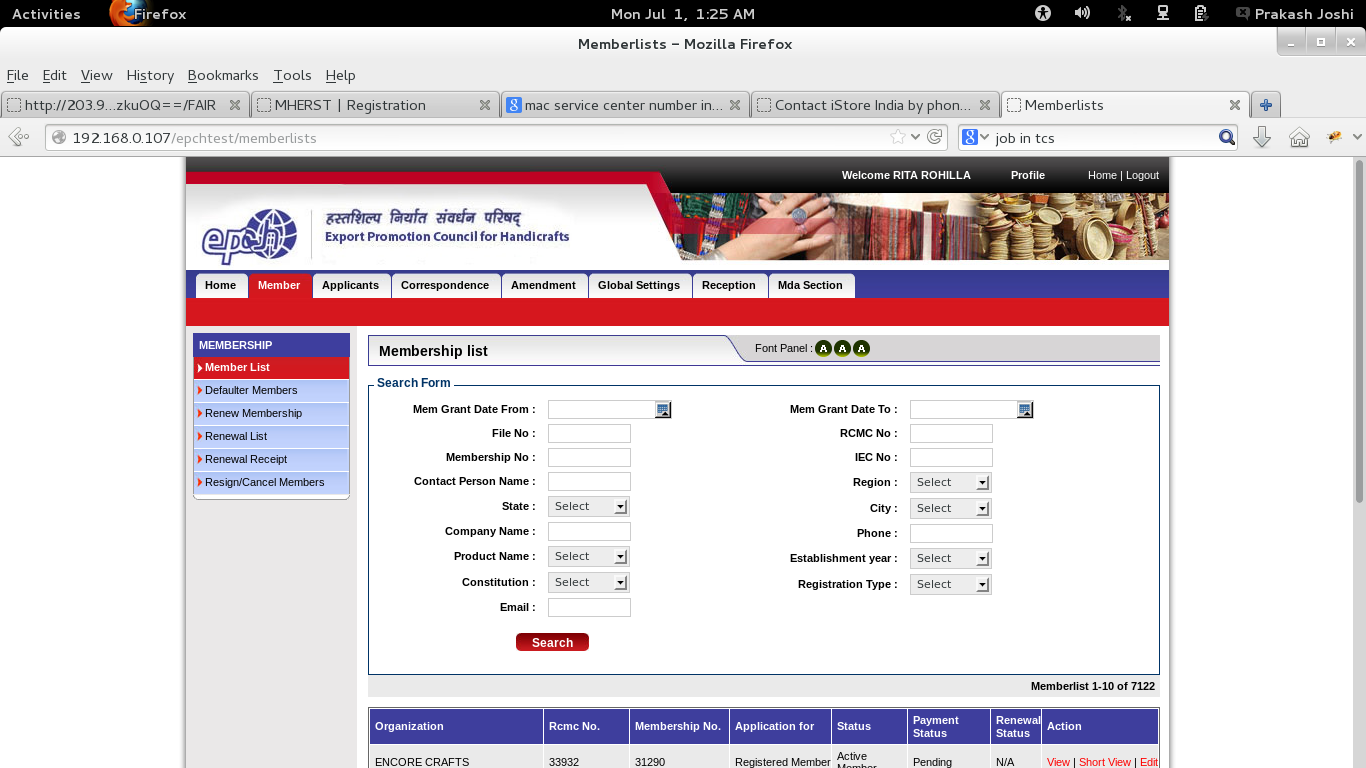 Activities Firefox Mon Jul 1, 1:25 AM Prakash Joshi
Memberlists - Mozilla Firefox
File Edit View History Bookmarks Tools Help
http://203.9...zkuOQ==/FAIR MHERST | Registration mac service center number in... Contact iStore India by phon... Memberlists
192.168.0.107/epchtest/memberlists job in tcs
Welcome RITA ROHILLA Profile Home | Logout
हस्तशिल्प निर्यात संवर्धन परिषद्
Export Promotion Council for Handicrafts
Home Member Applicants Correspondence Amendment Global Settings Reception Mda Section
MEMBERSHIP
Member List
Defaulter Members
Renew Membership
Renewal List
Renewal Receipt
Resign/Cancel Members
Membership list Font Panel : A A A
Search Form
Mem Grant Date From : Mem Grant Date To :
File No : RCMC No :
Membership No : IEC No :
Contact Person Name : Region : Select
State : Select City : Select
Company Name : Phone :
Product Name : Select Establishment year : Select
Constitution : Select Registration Type : Select
Email :
Search
Memberlist 1-10 of 7122
Organization Rcmc No. Membership No. Application for Status Payment Status Renewal Status Action
ENCORE CRAFTS 33932 31290 Registered Member Active Member Pending N/A View | Short View | Edit